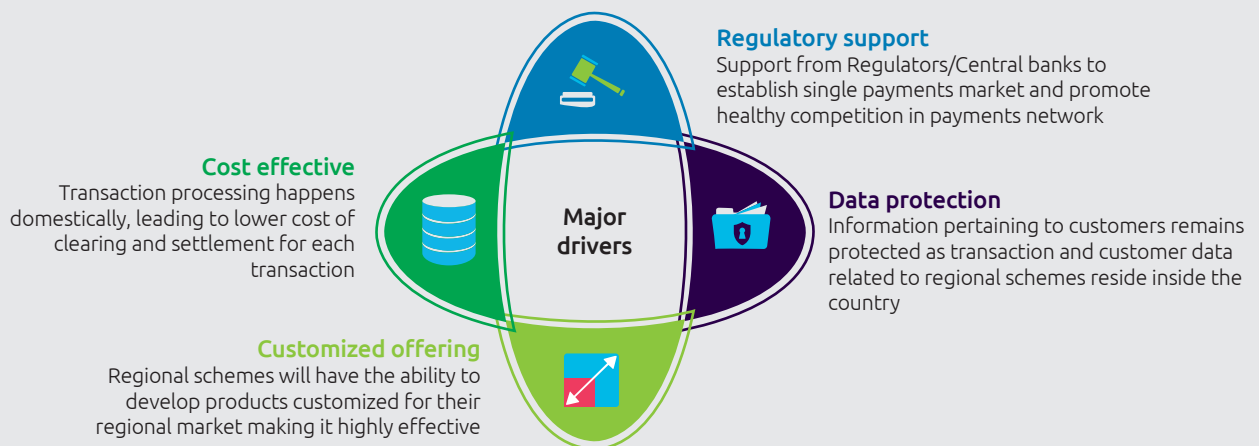 Regulatory support
Support from Regulators/Central banks to
establish single payments market and promote
healthy competition in payments network
Cost effective
Transaction processing happens
domestically, leading to lower cost of
clearing and settlement for each
transaction
Major
drivers
Data protection
Information pertaining to customers remains
protected as transaction and customer data
related to regional schemes reside inside the
country
Customized offering
Regional schemes will have the ability to
develop products customized for their
regional market making it highly effective